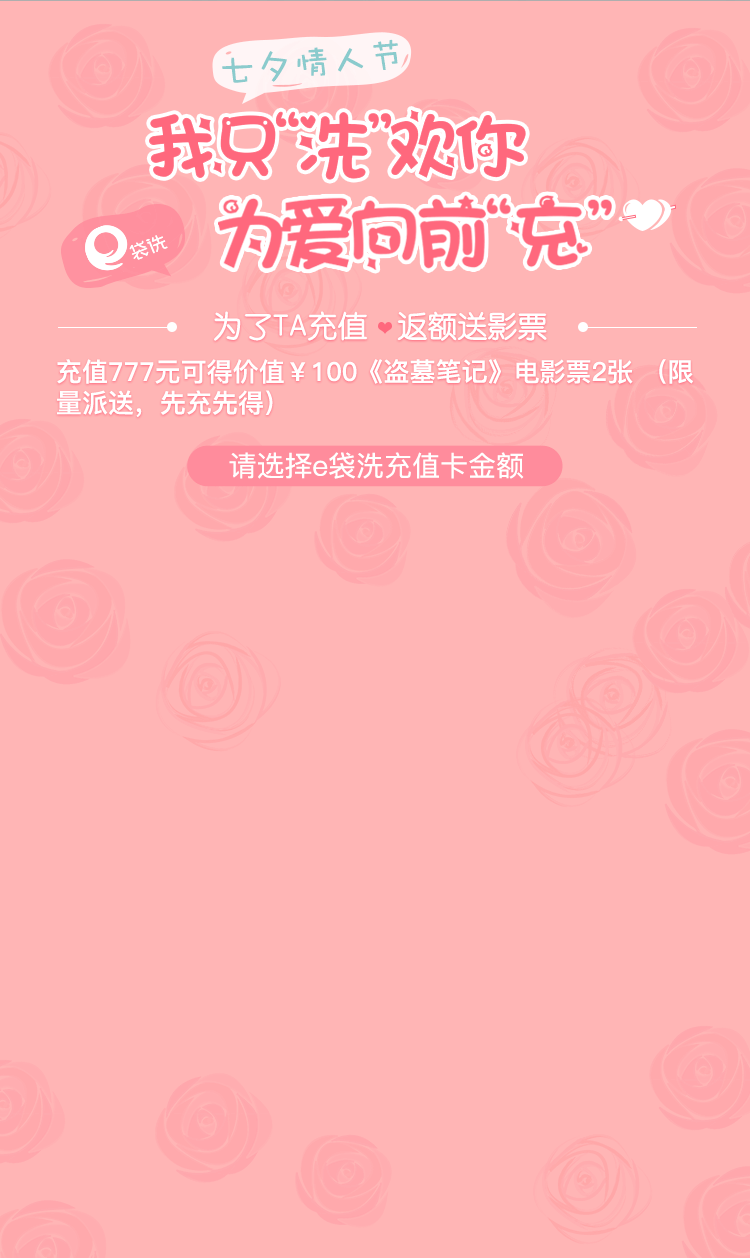 七夕情人节
我只“洗”欢你
为爱向前“充”
e袋洗
为了TA充值❤返额送影票
充值777元可得价值￥100《盗墓笔记》电影票2张 （限
量派送，先充先得）
请选择e袋洗充值卡金额